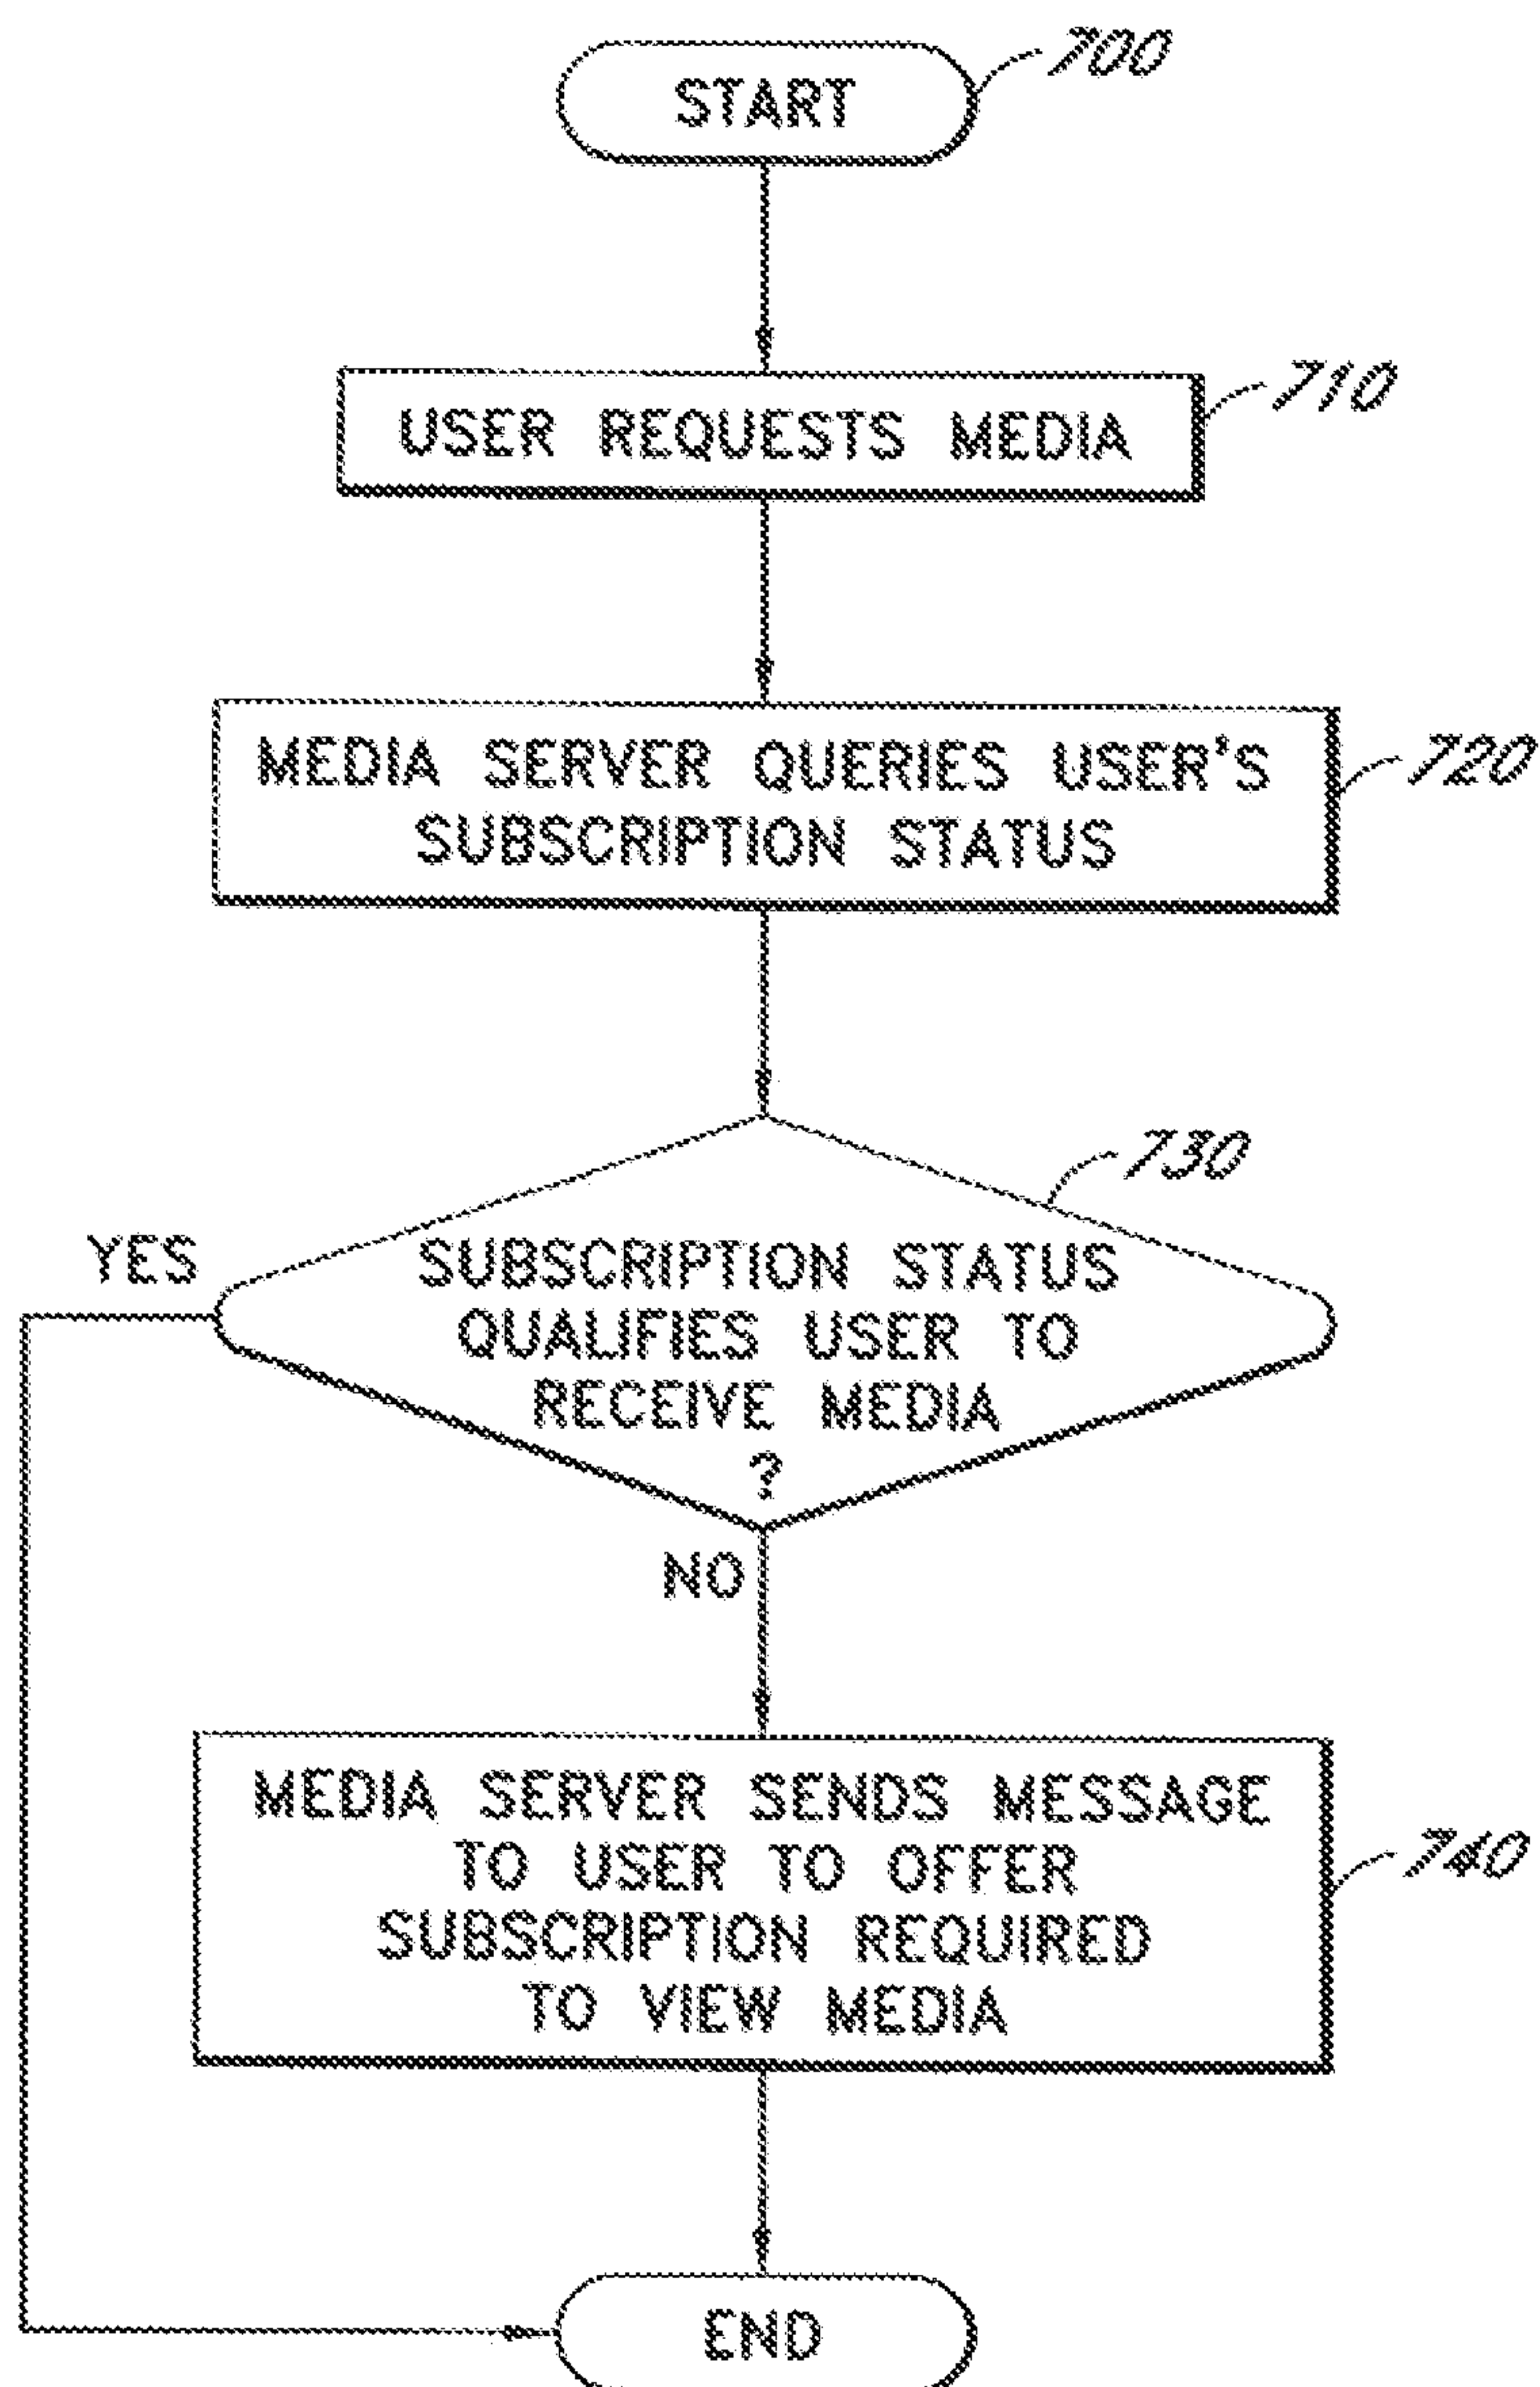 START
700
USER REQUESTS MEDIA
710
MEDIA SERVER QUERIES USER'S
SUBSCRIPTION STATUS
720
730
YES
SUBSCRIPTION STATUS
QUALIFIES USER TO
RECEIVE MEDIA
?
NO
MEDIA SERVER SENDS MESSAGE
TO USER TO OFFER
SUBSCRIPTION REQUIRED
TO VIEW MEDIA
740
END